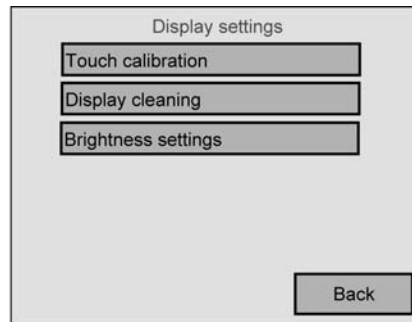 Display settings
Touch calibration
Display cleaning
Brightness settings
Back